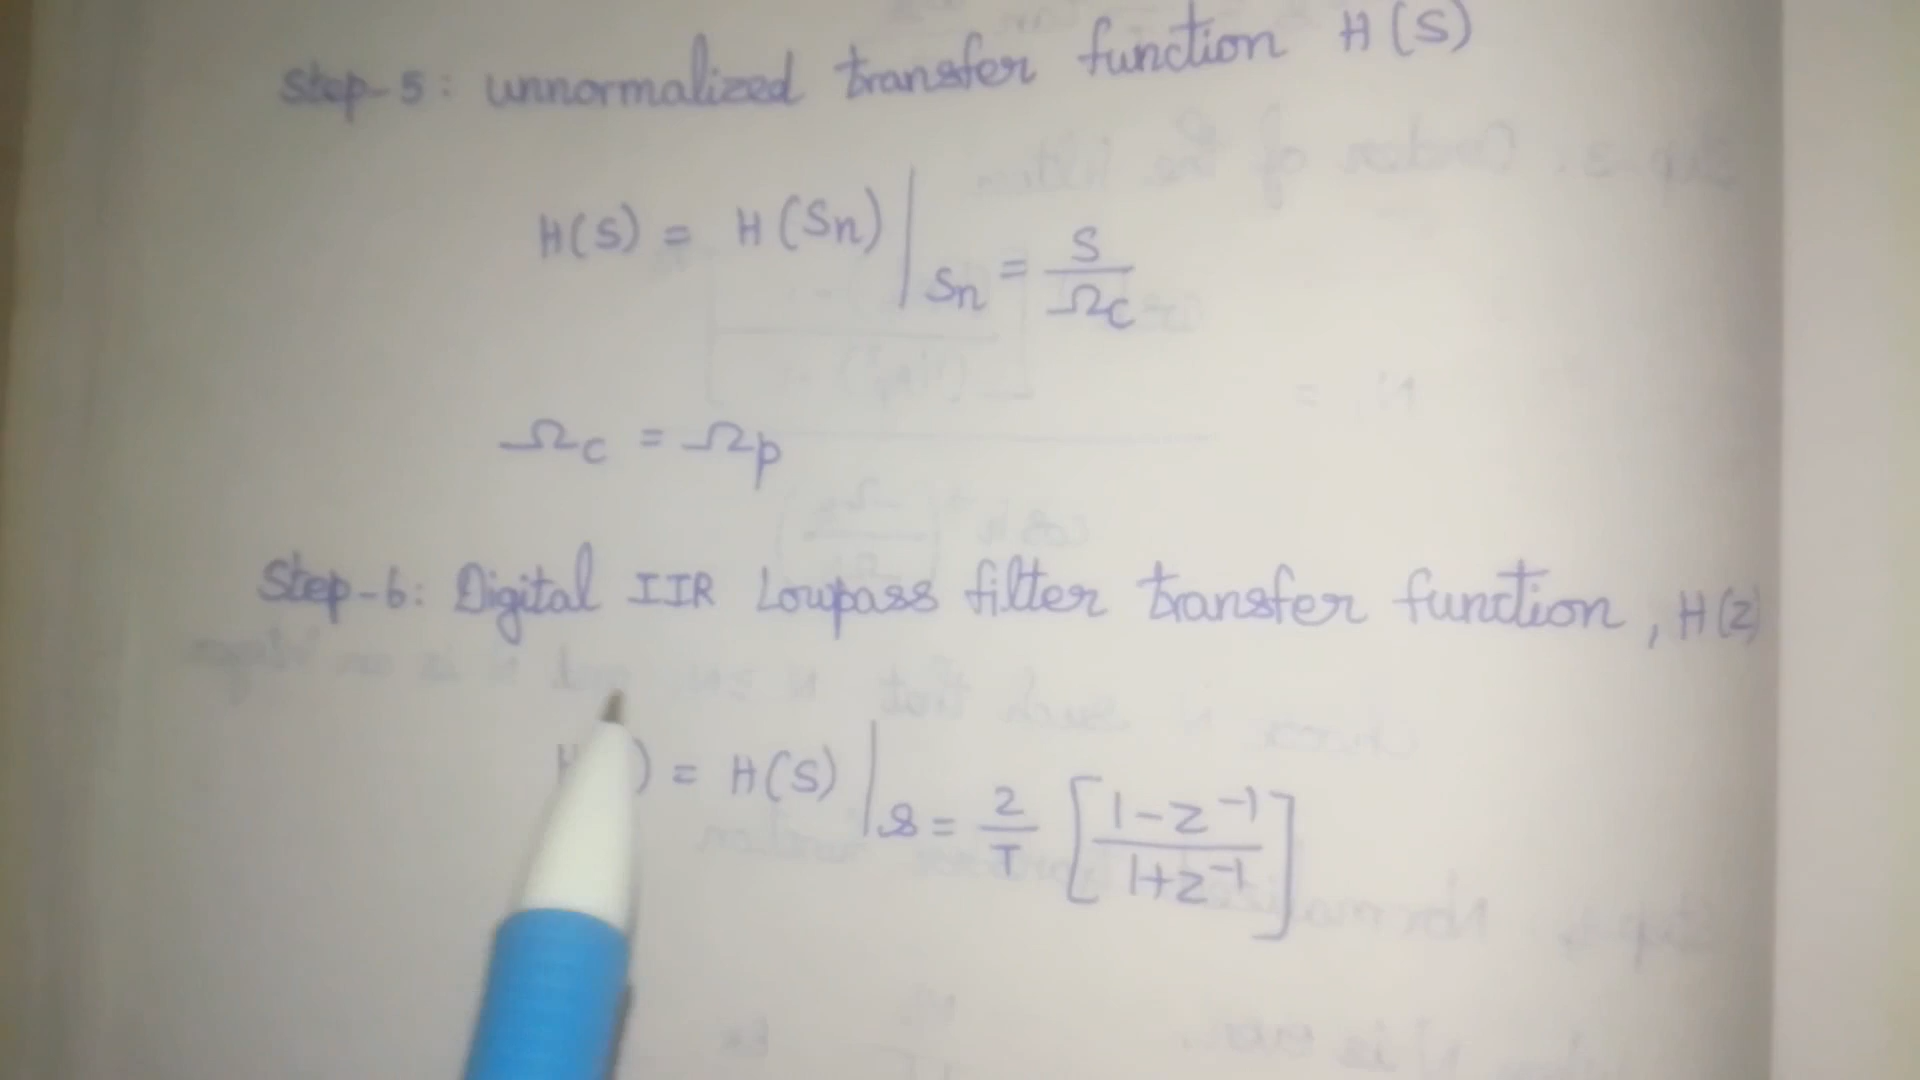 Step-5: unnormalized transfer function H(S)
H(S) = H(Sn) | Sn = S/Ωc
Ωc = Ωp
Step-6: Digital IIR Lowpass filter transfer function, H(z)
H( ) = H(S) | s = 2/T [1-z⁻¹/1+z⁻¹]